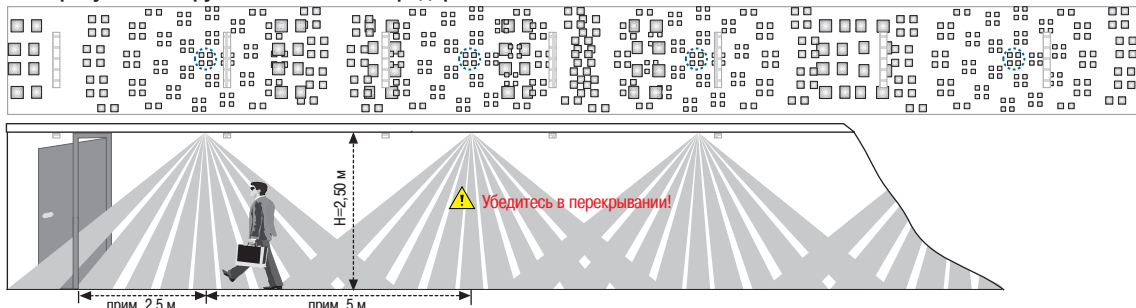 H=2,50 м
Убедитесь в перекрывании!
прим. 2,5 м
прим. 5 м